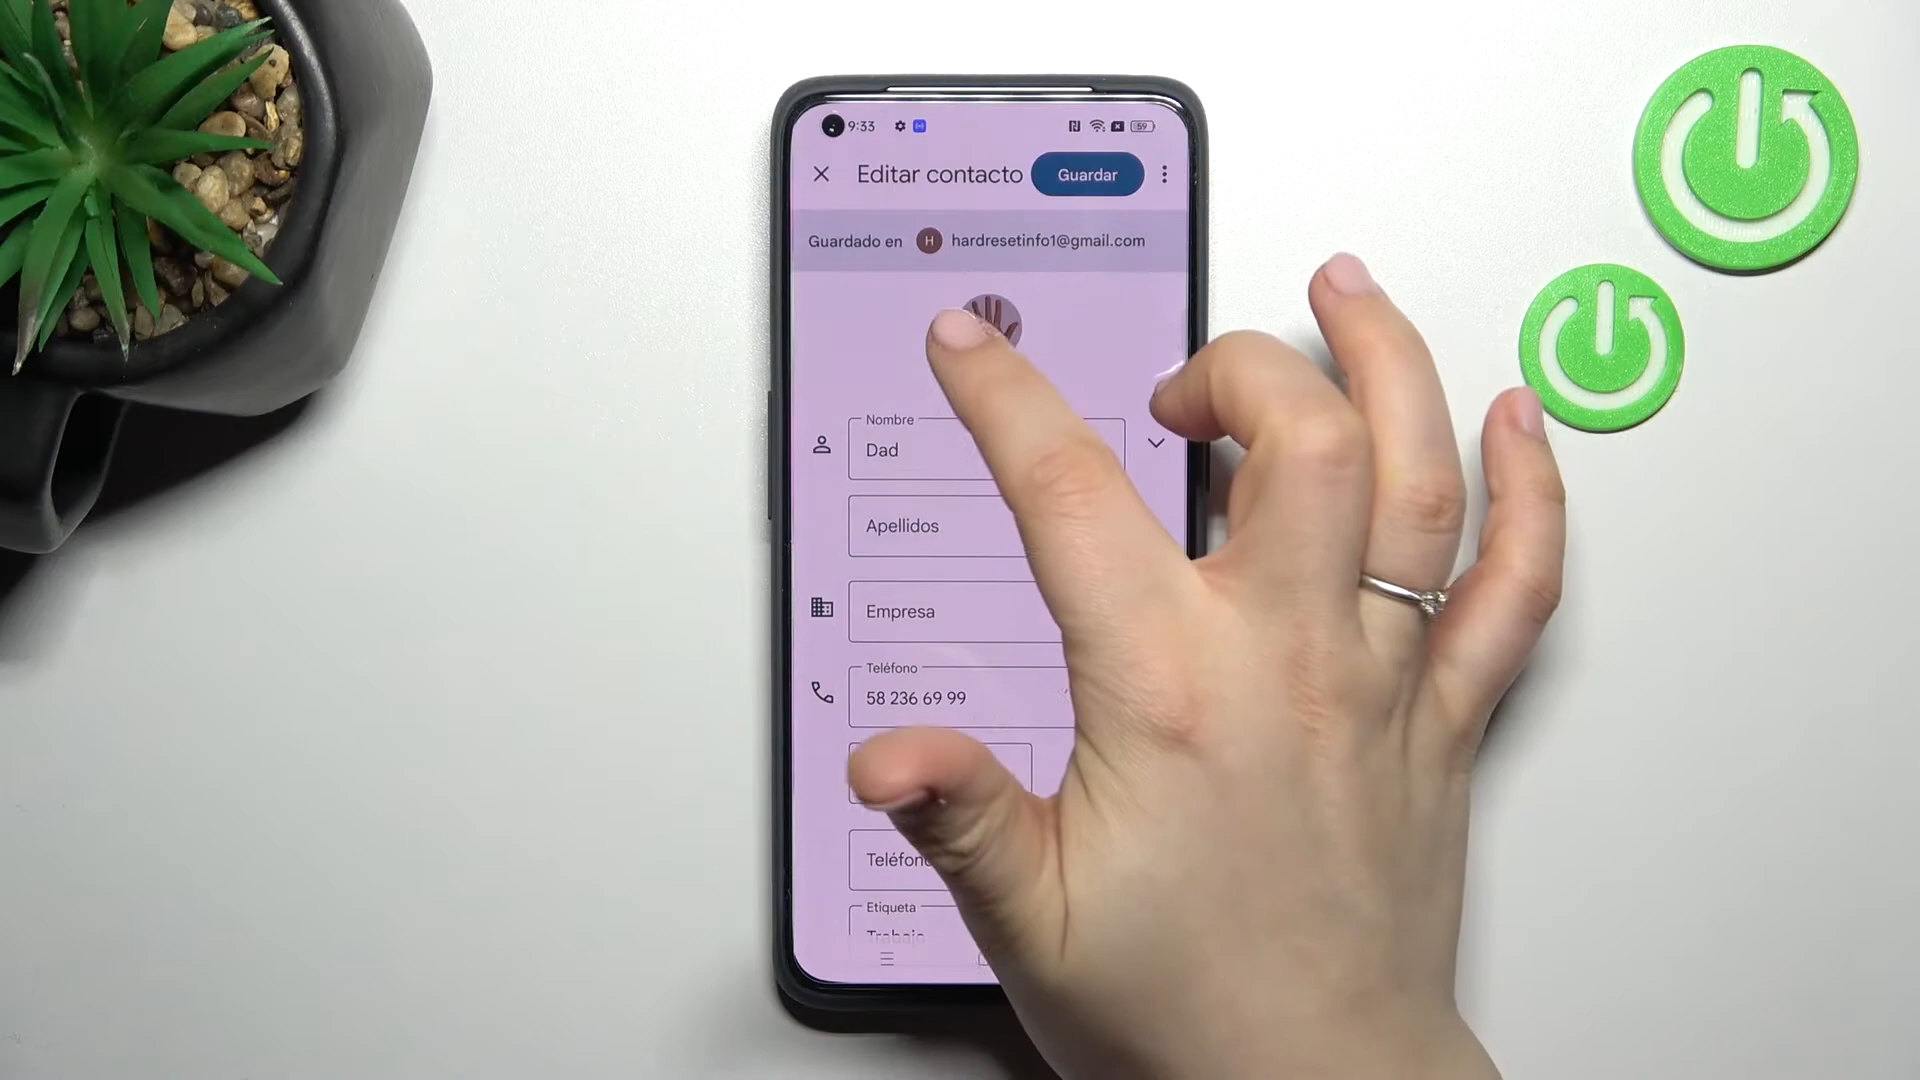 9:33
59
Editar contacto
Guardar
Guardado en
H
hardresetinfo1@gmail.com
Nombre
Dad
Apellidos
Empresa
Teléfono
58 236 69 99
Teléfono
Etiqueta
Trabajo